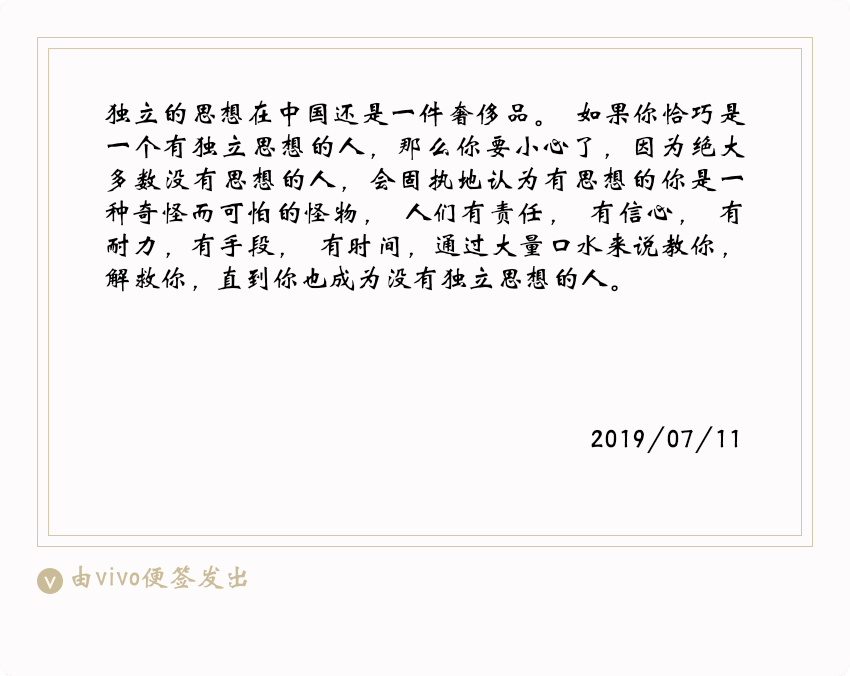 独立的思想在中国还是一件奢侈品。 如果你恰巧是
一个有独立思想的人，那么你要小心了，因为绝大
多数没有思想的人，会固执地认为有思想的你是一
种奇怪而可怕的怪物， 人们有责任， 有信心， 有
耐力，有手段， 有时间，通过大量口水来说教你，
解救你，直到你也成为没有独立思想的人。
2019/07/11
由vivo便签发出